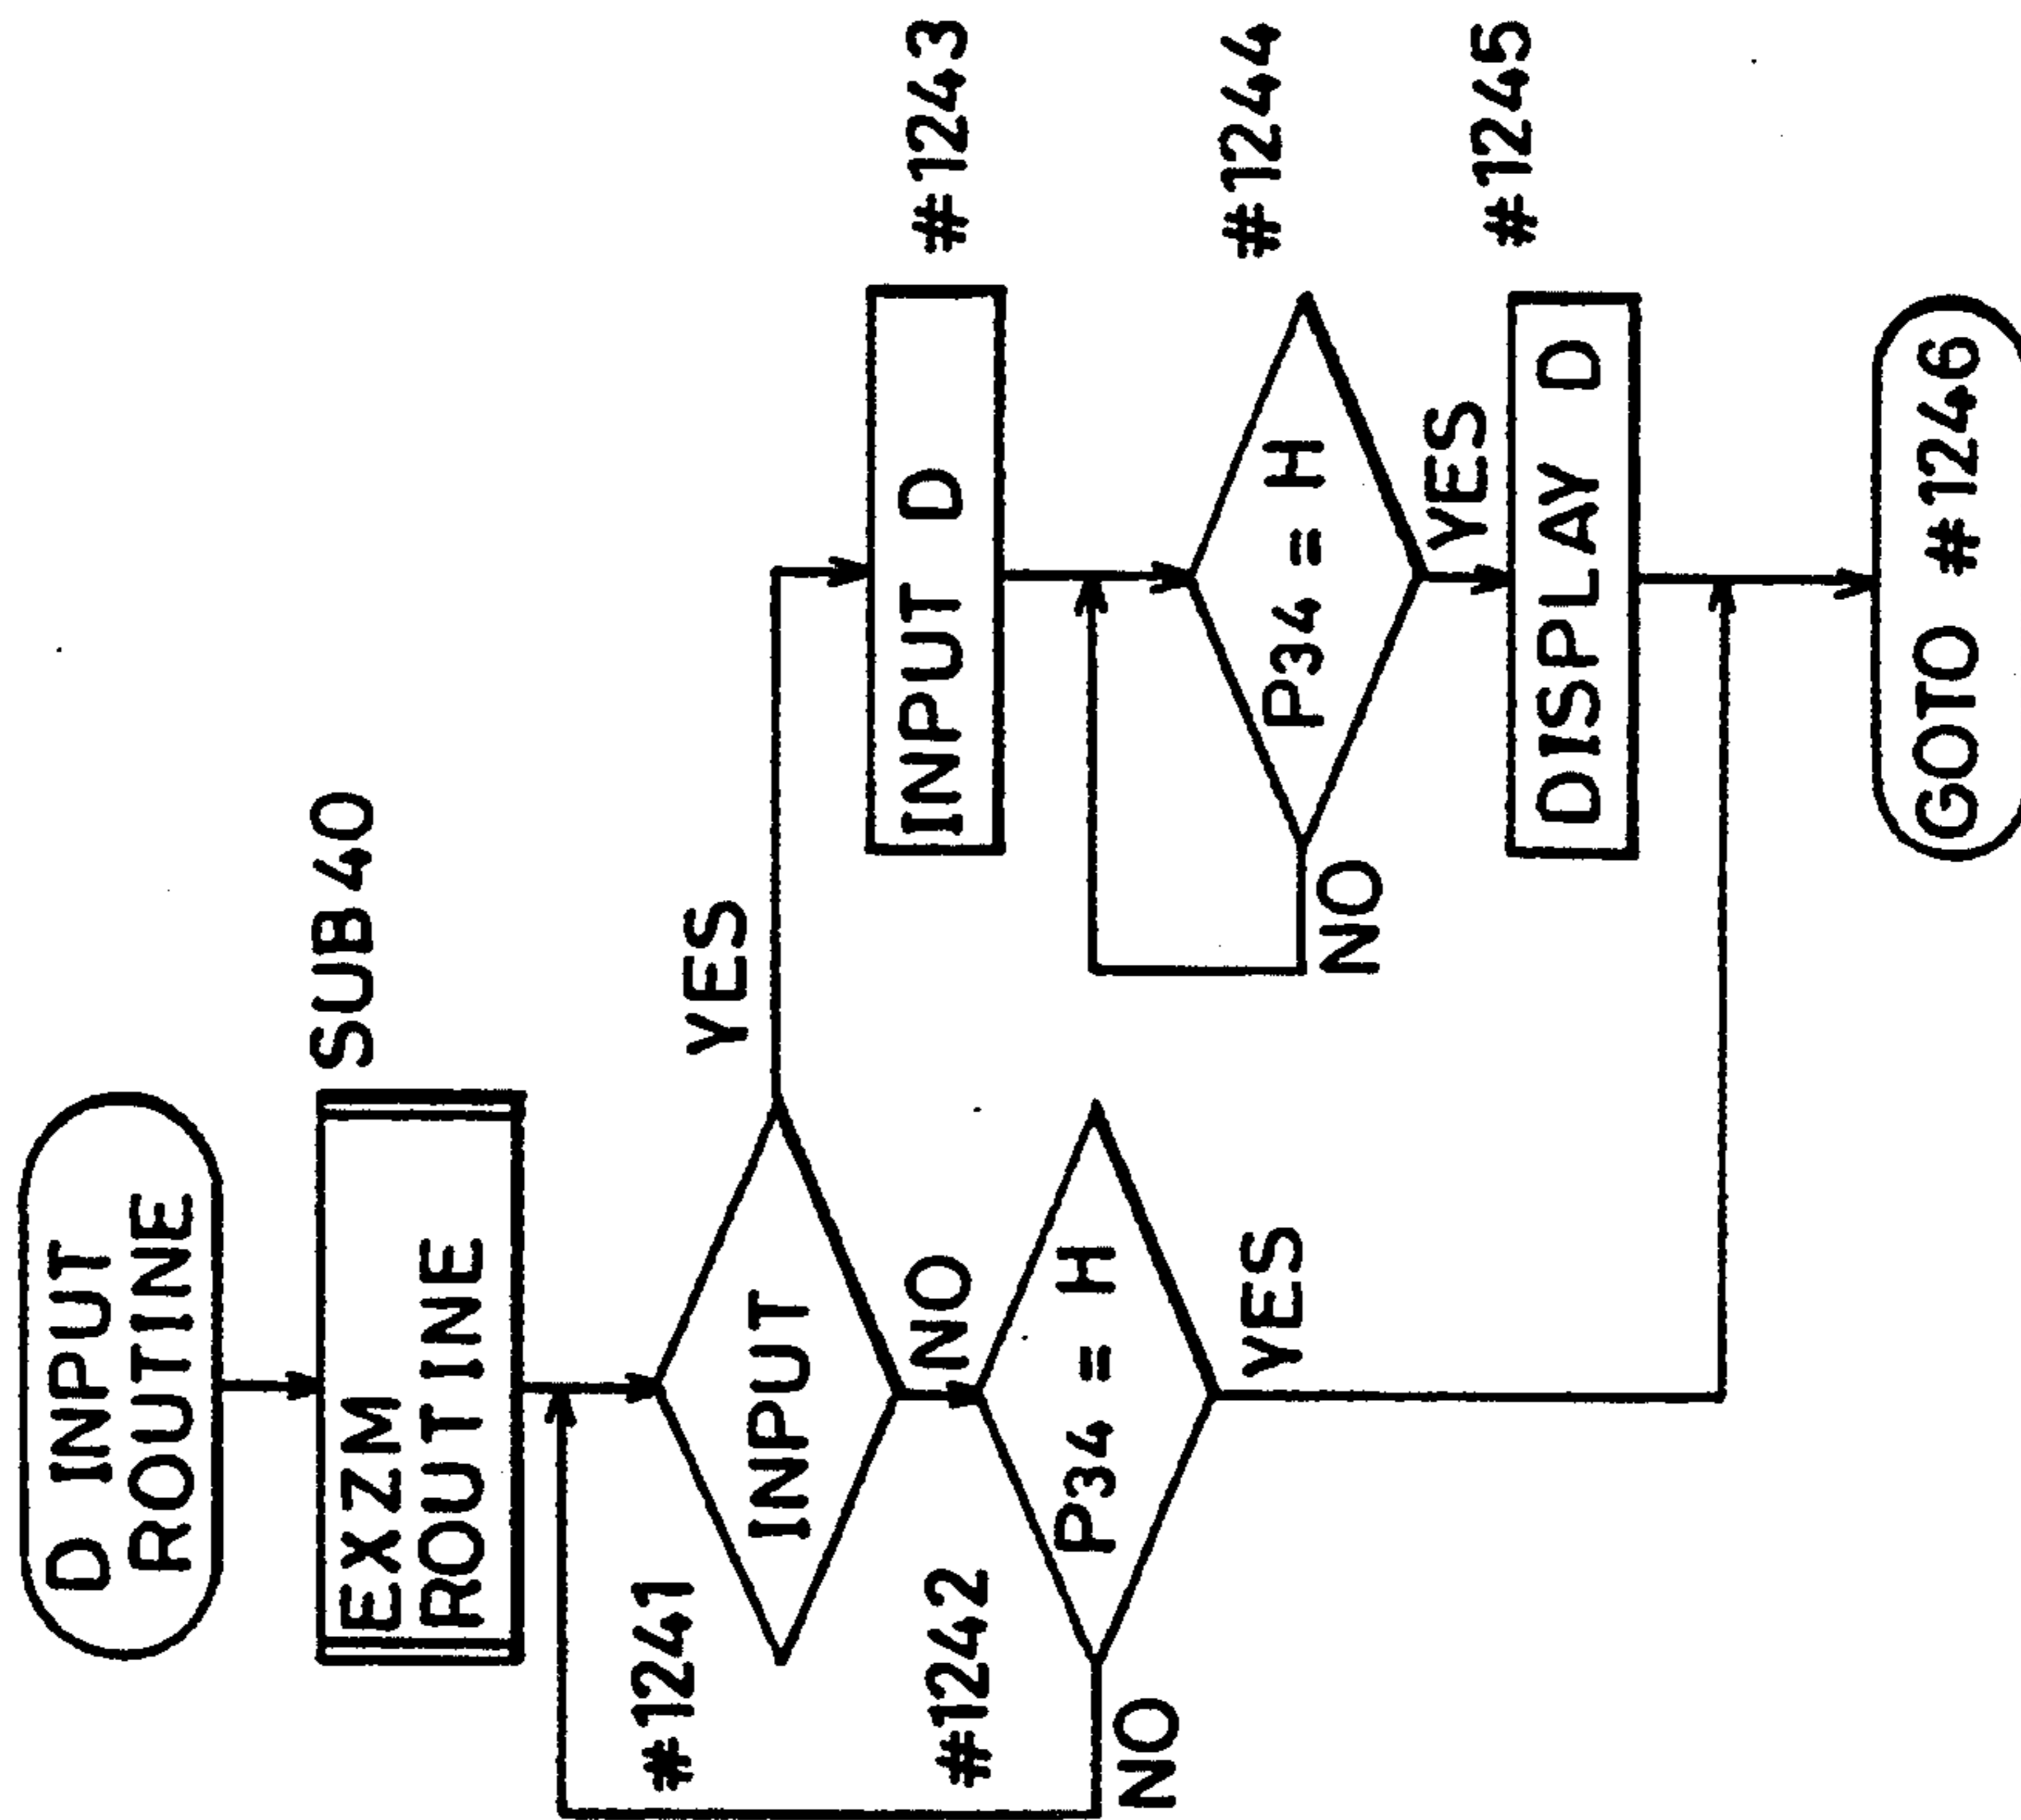 D INPUT
ROUTINE
SUB40
EXZM
ROUTINE
#1241
INPUT
YES
NO
#1242
P34 = H
NO
YES
#1243
INPUT D
#1244
P34 = H
NO
YES
#1245
DISPLAY D
GOTO #1246